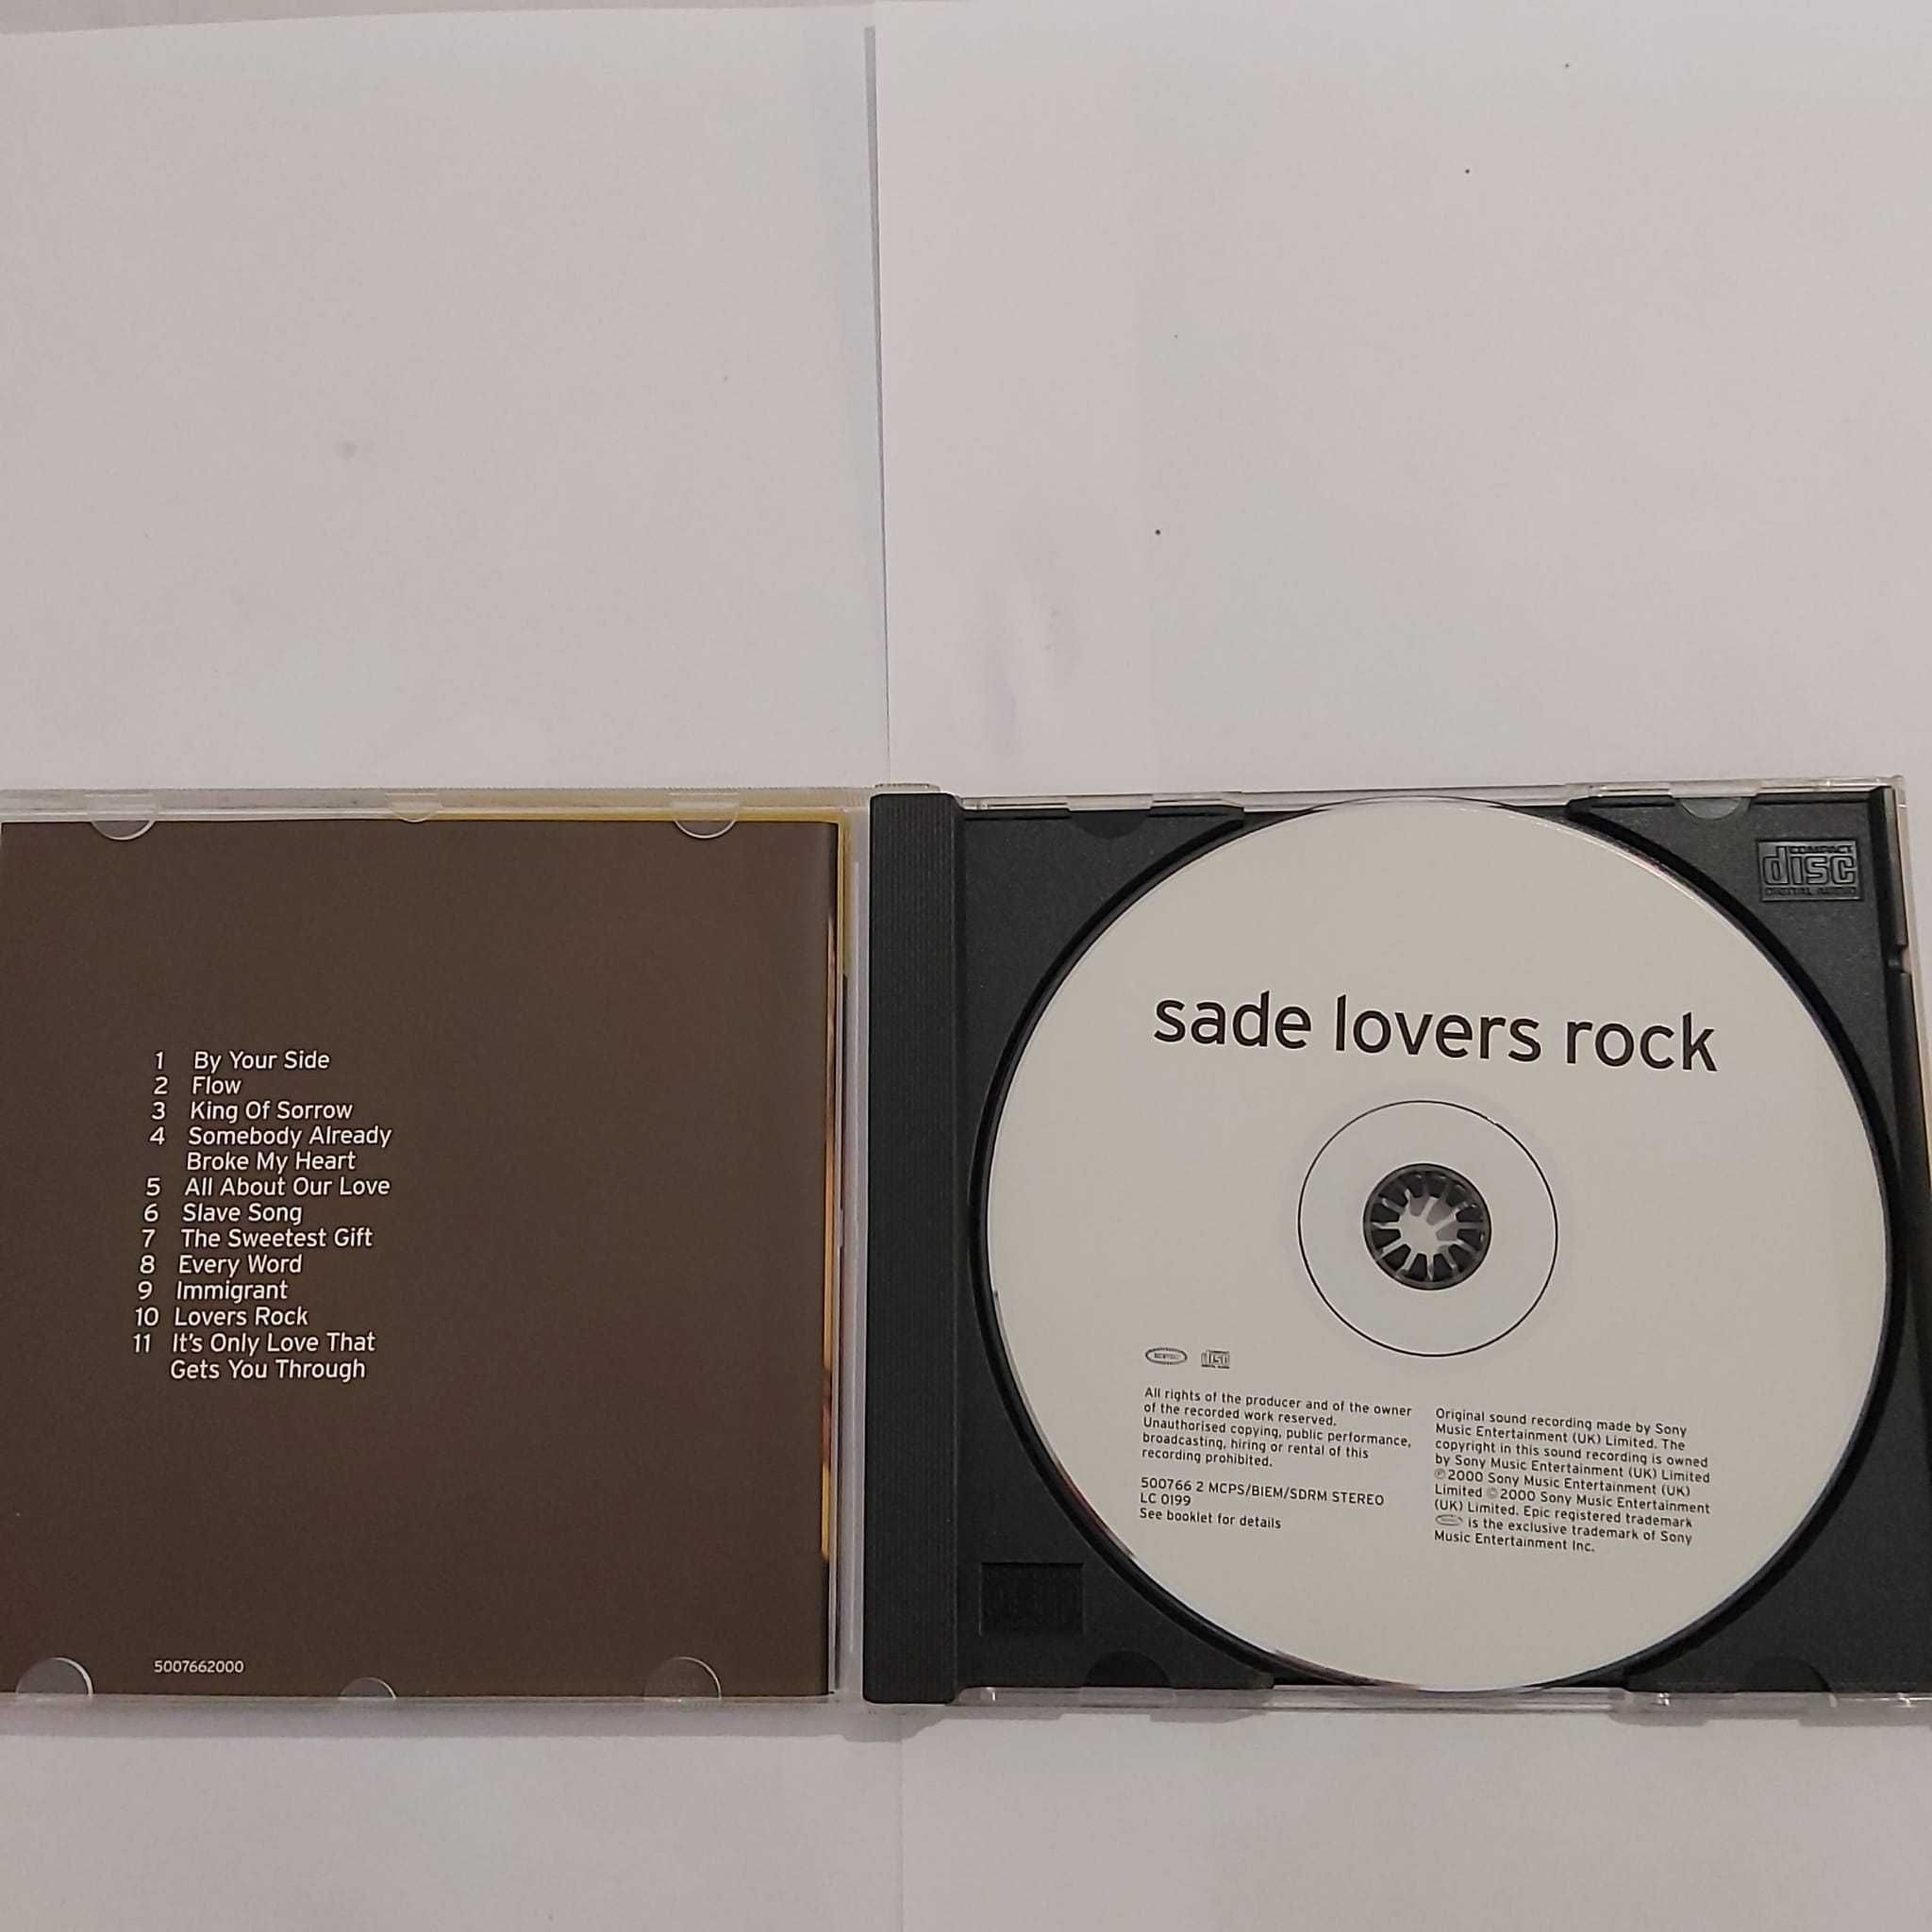 1 By Your Side
2 Flow
3 King Of Sorrow
4 Somebody Already
Broke My Heart
5 All About Our Love
6 Slave Song
7 The Sweetest Gift
8 Every Word
9 Immigrant
10 Lovers Rock
11 It's Only Love That
Gets You Through
5007662000
COMPACT
disc
DIGITAL AUDIO
sade lovers rock
disc
All rights of the producer and of the owner
of the recorded work reserved.
Unauthorised copying, public performance,
broadcasting, hiring or rental of this
recording prohibited.
500766 2 MCPS/BIEM/SDRM STEREO
LC 0199
See booklet for details
Original sound recording made by Sony
Music Entertainment (UK) Limited. The
copyright in this sound recording is owned
by Sony Music Entertainment (UK) Limited
℗ 2000 Sony Music Entertainment (UK)
Limited © 2000 Sony Music Entertainment
(UK) Limited. Epic registered trademark
is the exclusive trademark of Sony
Music Entertainment Inc.